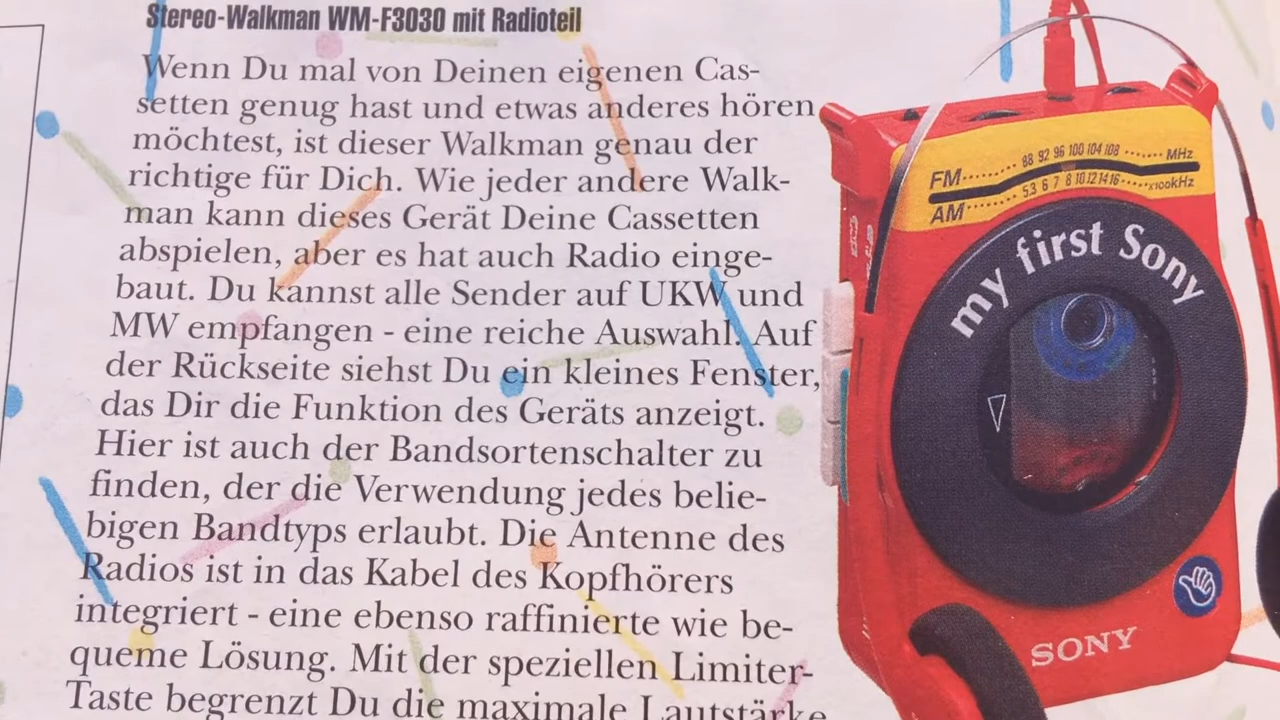 Stereo-Walkman WM-F3030 mit Radioteil
Wenn Du mal von Deinen eigenen Cas-
setten genug hast und etwas anderes hören
möchtest, ist dieser Walkman genau der
richtige für Dich. Wie jeder andere Walk-
man kann dieses Gerät Deine Cassetten
abspielen, aber es hat auch Radio einge-
baut. Du kannst alle Sender auf UKW und
MW empfangen - eine reiche Auswahl. Auf
der Rückseite siehst Du ein kleines Fenster,
das Dir die Funktion des Geräts anzeigt.
Hier ist auch der Bandsortenschalter zu
finden, der die Verwendung jedes belie-
bigen Bandtyps erlaubt. Die Antenne des
Radios ist in das Kabel des Kopfhörers
integriert - eine ebenso raffinierte wie be-
queme Lösung. Mit der speziellen Limiter-
Taste begrenzt Du die maximale Lautstärke
FM 88 92 96 100 104 108 MHz
AM 5.3 6 7 8 10 12 14 16 x100kHz
my first Sony
SONY